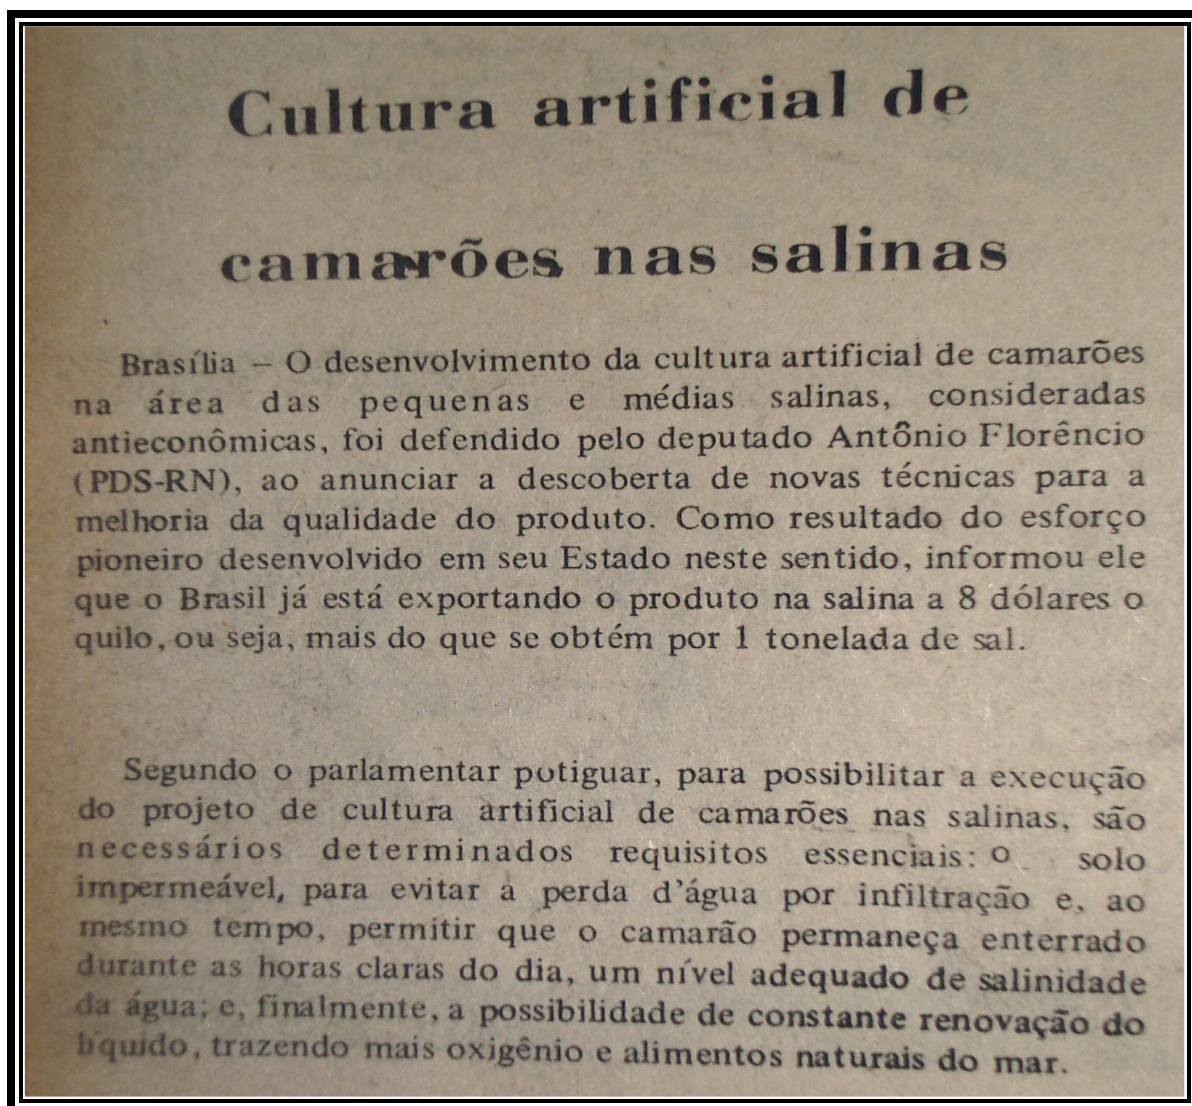 Cultura artificial de
camarões nas salinas
Brasília — O desenvolvimento da cultura artificial de camarões
na área das pequenas e médias salinas, consideradas
antieconômicas, foi defendido pelo deputado Antônio Florêncio
(PDS-RN), ao anunciar a descoberta de novas técnicas para a
melhoria da qualidade do produto. Como resultado do esforço
pioneiro desenvolvido em seu Estado neste sentido, informou ele
que o Brasil já está exportando o produto na salina a 8 dólares o
quilo, ou seja, mais do que se obtém por 1 tonelada de sal.
Segundo o parlamentar potiguar, para possibilitar a execução
do projeto de cultura artificial de camarões nas salinas, são
necessários determinados requisitos essenciais: o solo
impermeável, para evitar a perda d'água por infiltração e, ao
mesmo tempo, permitir que o camarão permaneça enterrado
durante as horas claras do dia, um nível adequado de salinidade
da água; e, finalmente, a possibilidade de constante renovação do
líquido, trazendo mais oxigênio e alimentos naturais do mar.